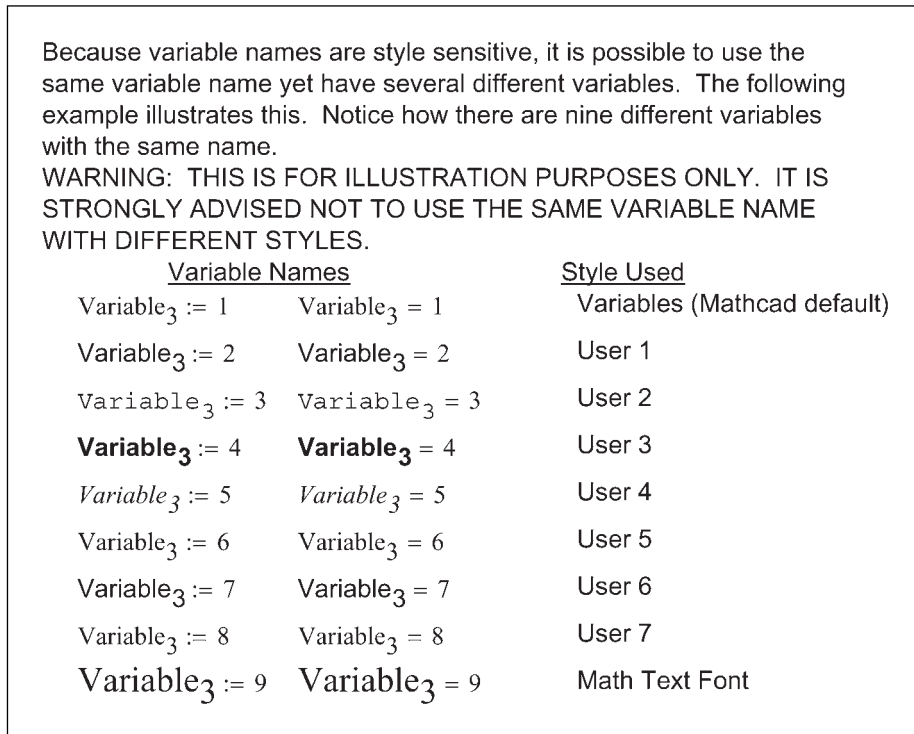 Because variable names are style sensitive, it is possible to use the
same variable name yet have several different variables.  The following
example illustrates this.  Notice how there are nine different variables
with the same name.
WARNING:  THIS IS FOR ILLUSTRATION PURPOSES ONLY.  IT IS
STRONGLY ADVISED NOT TO USE THE SAME VARIABLE NAME
WITH DIFFERENT STYLES.
Variable Names Style Used
Variable3 := 1 Variable3 = 1 Variables (Mathcad default)
Variable3 := 2 Variable3 = 2 User 1
Variable3 := 3 Variable3 = 3 User 2
Variable3 := 4 Variable3 = 4 User 3
Variable3 := 5 Variable3 = 5 User 4
Variable3 := 6 Variable3 = 6 User 5
Variable3 := 7 Variable3 = 7 User 6
Variable3 := 8 Variable3 = 8 User 7
Variable3 := 9 Variable3 = 9 Math Text Font